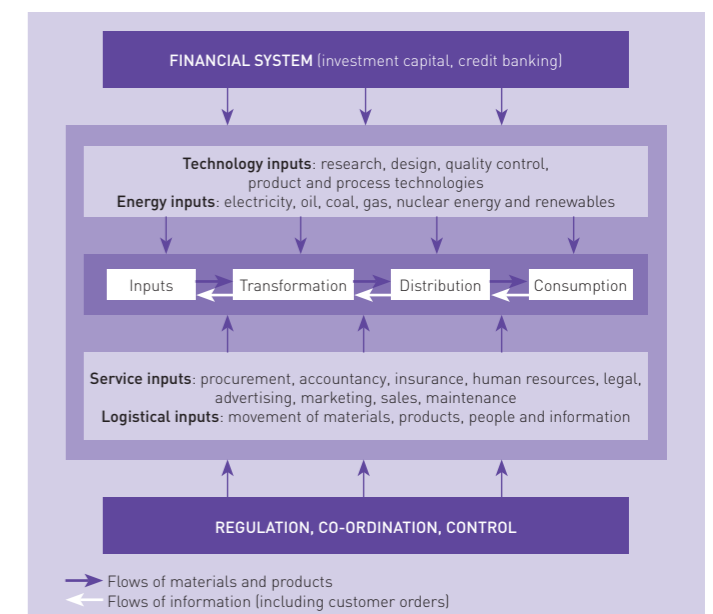 FINANCIAL SYSTEM (investment capital, credit banking)
Technology inputs: research, design, quality control,
product and process technologies
Energy inputs: electricity, oil, coal, gas, nuclear energy and renewables
Inputs Transformation Distribution Consumption
Service inputs: procurement, accountancy, insurance, human resources, legal,
advertising, marketing, sales, maintenance
Logistical inputs: movement of materials, products, people and information
REGULATION, CO-ORDINATION, CONTROL
Flows of materials and products
Flows of information (including customer orders)